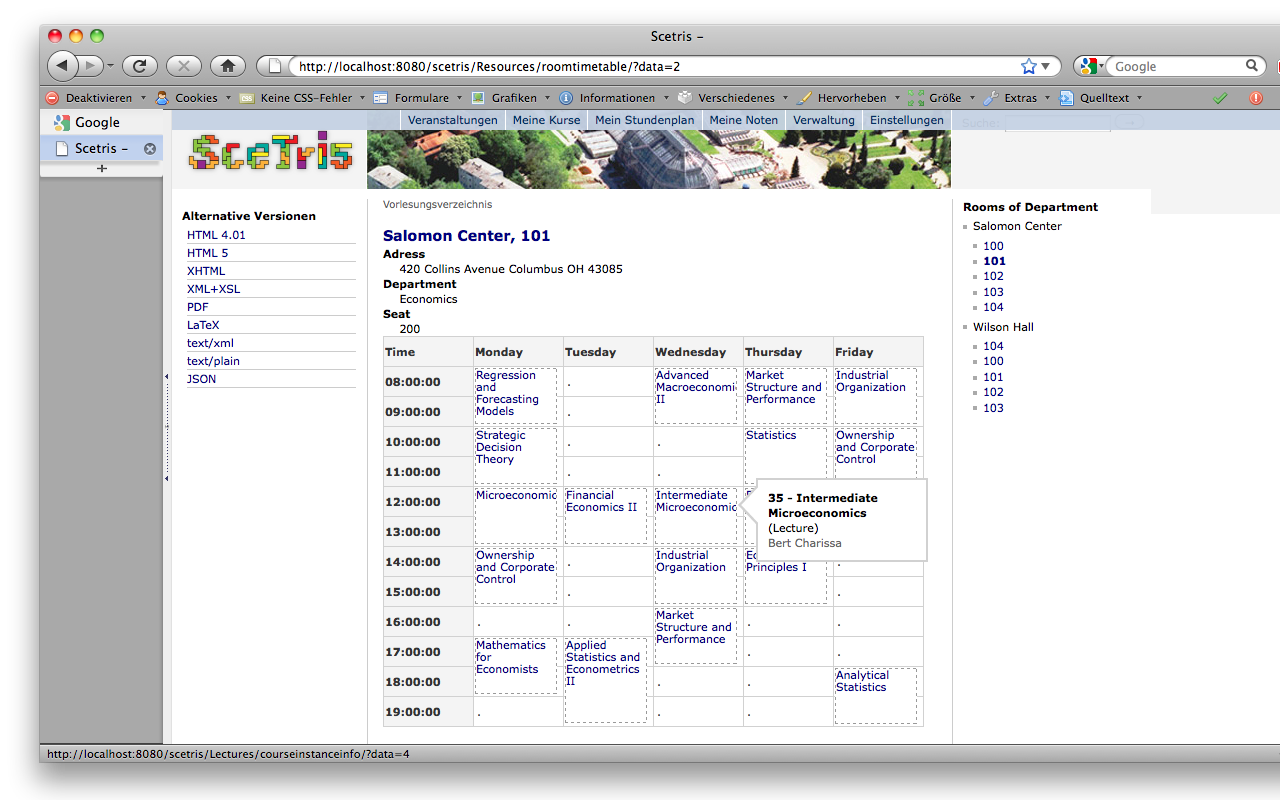 Scetris –
http://localhost:8080/scetris/Resources/roomtimetable/?data=2
Google
Deaktivieren Cookies Keine CSS-Fehler Formulare Grafiken Informationen Verschiedenes Hervorheben Größe Extras Quelltext
Google
Scetris –
Veranstaltungen Meine Kurse Mein Stundenplan Meine Noten Verwaltung Einstellungen
SceTris
Alternative Versionen
HTML 4.01
HTML 5
XHTML
XML+XSL
PDF
LaTeX
text/xml
text/plain
JSON
Vorlesungsverzeichnis
Salomon Center, 101
Adress
420 Collins Avenue Columbus OH 43085
Department
Economics
Seat
200
Time Monday Tuesday Wednesday Thursday Friday
08:00:00
Regression
and
Forecasting
Models
.
Advanced
Macroeconomi
II
Market
Structure and
Performance
Industrial
Organization
09:00:00
.
10:00:00
Strategic
Decision
Theory
.
.
Statistics
Ownership
and Corporate
Control
11:00:00
.
.
12:00:00
Microeconomic
Financial
Economics II
Intermediate
Microeconomic
35 - Intermediate
Microeconomics
(Lecture)
Bert Charissa
13:00:00
14:00:00
Ownership
and Corporate
Control
.
Industrial
Organization
Principles I
.
15:00:00
.
.
16:00:00
.
.
Market
Structure and
Performance
.
.
17:00:00
Mathematics
for
Economists
Applied
Statistics and
Econometrics
II
.
.
18:00:00
.
.
Analytical
Statistics
19:00:00
.
.
.
Rooms of Department
Salomon Center
100
101
102
103
104
Wilson Hall
104
100
101
102
103
http://localhost:8080/scetris/Lectures/courseinstanceinfo/?data=4